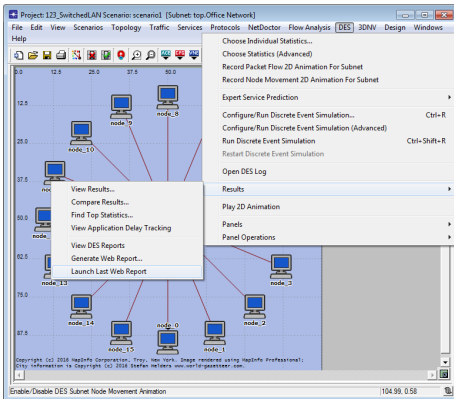 Project: 123_SwitchedLAN Scenario: scenario1 [Subnet: top.Office Network]
File Edit View Scenarios Topology Traffic Services Protocols NetDoctor Flow Analysis DES 3DNV Design Windows
Help
Choose Individual Statistics...
Choose Statistics (Advanced)
Record Packet Flow 2D Animation For Subnet
Record Node Movement 2D Animation For Subnet
Expert Service Prediction
Configure/Run Discrete Event Simulation... Ctrl+R
Configure/Run Discrete Event Simulation (Advanced)
Run Discrete Event Simulation Ctrl+Shift+R
Restart Discrete Event Simulation
Open DES Log
Results
Play 2D Animation
Panels
Panel Operations
View Results...
Compare Results...
Find Top Statistics...
View Application Delay Tracking
View DES Reports
Generate Web Report...
Launch Last Web Report
0.0 12.5 25.0 37.5 50.0
12.5
25.0
37.5
50.0
62.5
75.0
87.5
node_8
node_9
node_10
node_13
node_3
node_14
node_2
node_0
node_15
node_1
Copyright (c) 2016 MapInfo Corporation, Troy, New York. Image rendered using MapInfo Professional;
City information is Copyright (c) 2016 Stefan Helders www.world-gazetteer.com.
Enable/Disable DES Subnet Node Movement Animation 104.99, 0.58